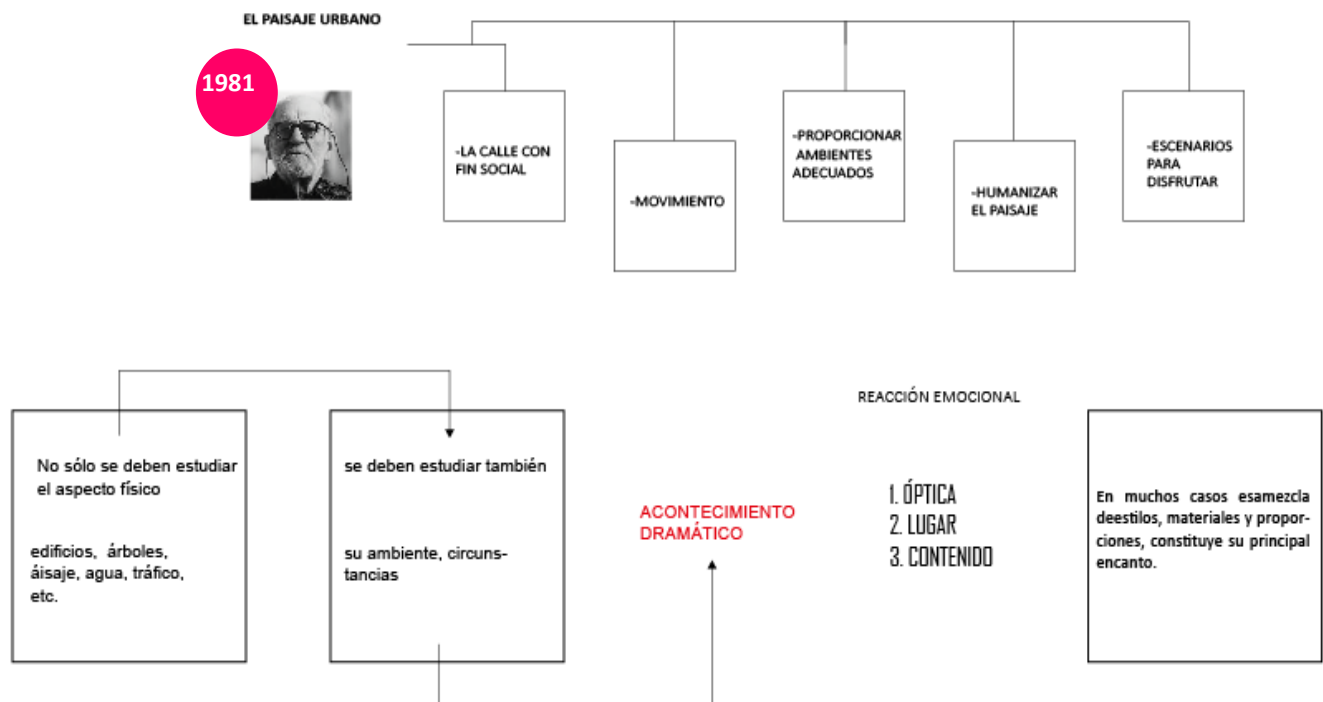 EL PAISAJE URBANO
1981
-LA CALLE CON
FIN SOCIAL
-MOVIMIENTO
-PROPORCIONAR
AMBIENTES
ADECUADOS
-HUMANIZAR
EL PAISAJE
-ESCENARIOS
PARA
DISFRUTAR
No sólo se deben estudiar
el aspecto físico
edificios, árboles,
áisaje, agua, tráfico,
etc.
se deben estudiar también
su ambiente, circuns-
tancias
ACONTECIMIENTO
DRAMÁTICO
REACCIÓN EMOCIONAL
1. ÓPTICA
2. LUGAR
3. CONTENIDO
En muchos casos esamezcla
deestilos, materiales y propor-
ciones, constituye su principal
encanto.